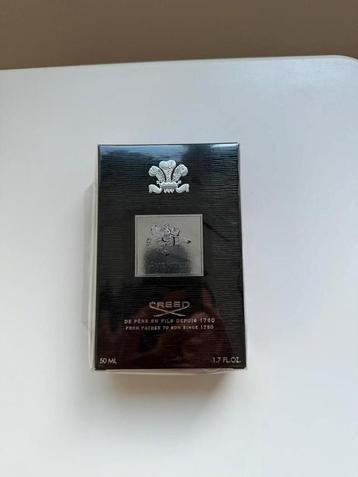 CREED
DE PÈRE EN FILS DEPUIS 1760
FROM FATHER TO SON SINCE 1760
50 ML 1.7 FL.OZ.